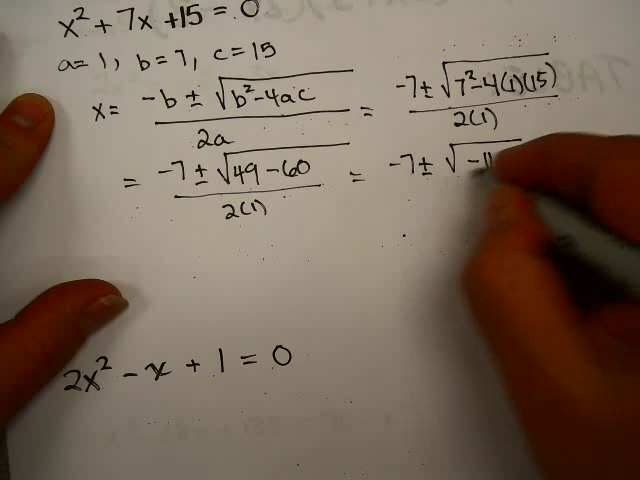 x² + 7x + 15 = 0
a = 1, b = 7, c = 15
x = (-b ± √(b² - 4ac)) / 2a = (-7 ± √(7² - 4(1)(15))) / 2(1)
= (-7 ± √(49 - 60)) / 2(1) = -7 ± √(-11
2x² - x + 1 = 0